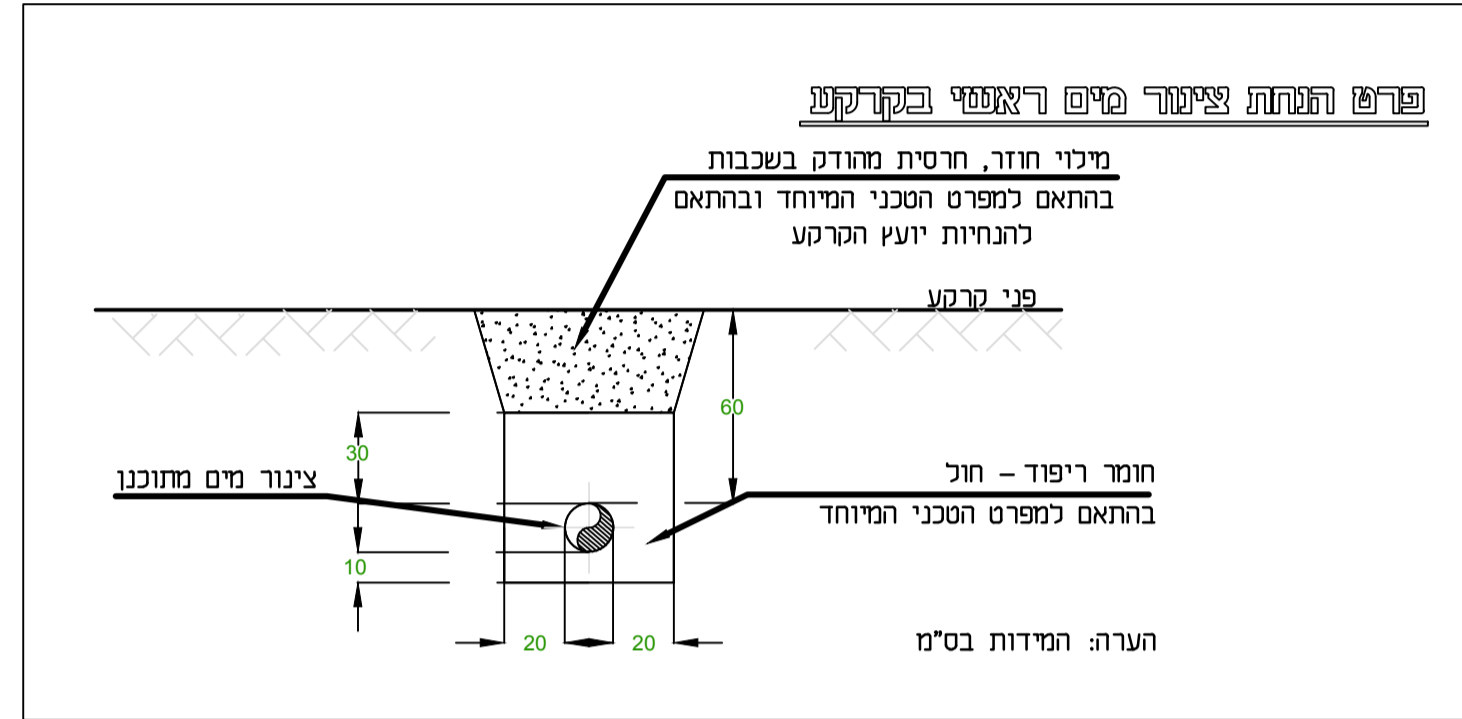 פרט הנחת צינור מים ראשי בקרקע
מילוי חוזר, חרסית מהודק בשכבות
בהתאם למפרט הטכני המיוחד ובהתאם
להנחיות יועץ הקרקע
פני קרקע
60
30
צינור מים מתוכנן
חומר ריפוד – חול
בהתאם למפרט הטכני המיוחד
10
20
20
הערה: המידות בס"מ